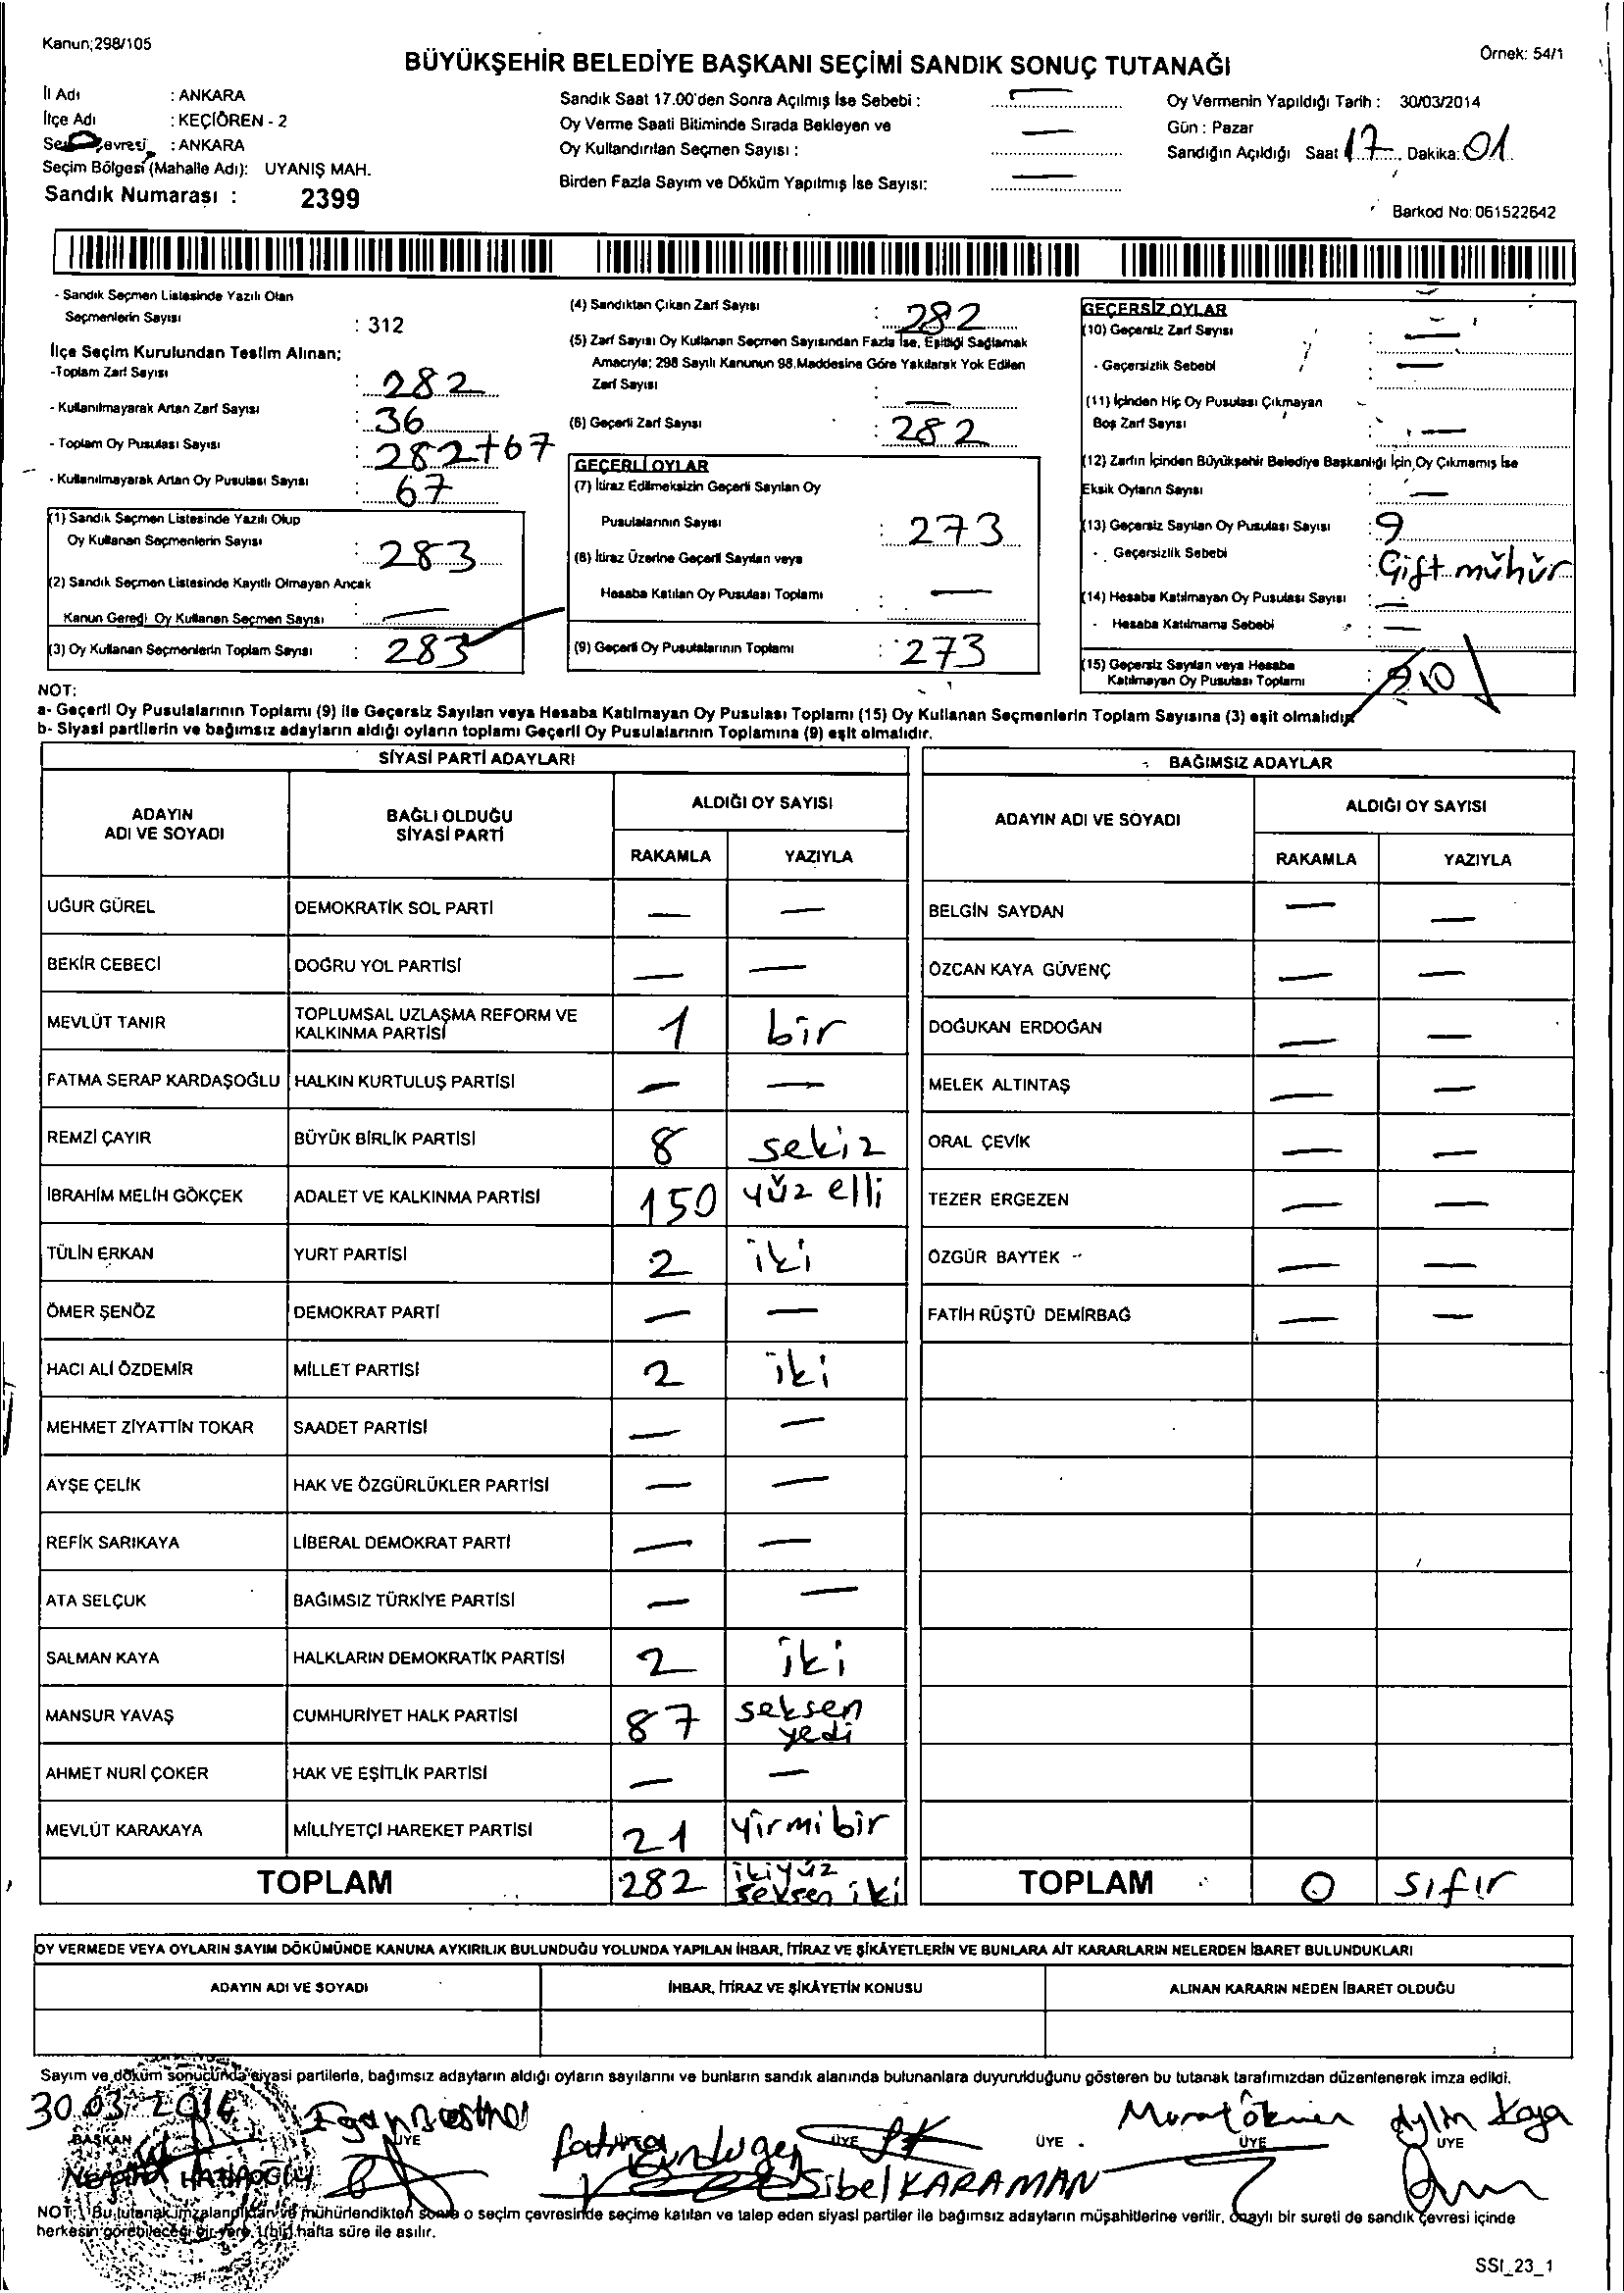 Kanun;298/105
BÜYÜKŞEHİR BELEDİYE BAŞKANI SEÇİMİ SANDIK SONUÇ TUTANAĞI
Örnek: 54/1
İl Adı : ANKARA
İlçe Adı : KEÇİÖREN - 2
: ANKARA
Seçim Bölgesi (Mahalle Adı): UYANIŞ MAH.
Sandık Numarası : 2399
Sandık Saat 17.00'den Sonra Açılmış İse Sebebi :
Oy Verme Saati Bitiminde Sırada Bekleyen ve
Oy Kullandırılan Seçmen Sayısı :
Birden Fazla Sayım ve Döküm Yapılmış İse Sayısı:
Oy Vermenin Yapıldığı Tarih : 30/03/2014
Gün : Pazar
Sandığın Açıldığı Saat 17 Dakika: 01
Barkod No: 061522642
- Sandık Seçmen Listesinde Yazılı Olan
Seçmenlerin Sayısı : 312
İlçe Seçim Kurulundan Teslim Alınan;
-Toplam Zarf Sayısı : 282
- Kullanılmayarak Artan Zarf Sayısı : 36
- Toplam Oy Pusulası Sayısı : 282+67
- Kullanılmayarak Artan Oy Pusulası Sayısı : 67
(1) Sandık Seçmen Listesinde Yazılı Olup
Oy Kullanan Seçmenlerin Sayısı : 283
(2) Sandık Seçmen Listesinde Kayıtlı Olmayan Ancak
Kanun Gereği Oy Kullanan Seçmen Sayısı : —
(3) Oy Kullanan Seçmenlerin Toplam Sayısı : 283
(4) Sandıktan Çıkan Zarf Sayısı : 282
(5) Zarf Sayısı Oy Kullanan Seçmen Sayısından Fazla İse, Eşitliği Sağlamak
Amacıyla; 298 Sayılı Kanunun 98.Maddesine Göre Yakılarak Yok Edilen
Zarf Sayısı : —
(6) Geçerli Zarf Sayısı : 282
GEÇERLİ OYLAR
(7) İtiraz Edilmeksizin Geçerli Sayılan Oy
Pusulalarının Sayısı : 273
(8) İtiraz Üzerine Geçerli Sayılan veya
Hesaba Katılan Oy Pusulası Toplamı : —
(9) Geçerli Oy Pusulalarının Toplamı : 273
GEÇERSİZ OYLAR
(10) Geçersiz Zarf Sayısı : —
- Geçersizlik Sebebi : —
(11) İçinden Hiç Oy Pusulası Çıkmayan
Boş Zarf Sayısı : —
(12) Zarfın İçinden Büyükşehir Belediye Başkanlığı İçin Oy Çıkmamış İse
Eksik Oyların Sayısı : —
(13) Geçersiz Sayılan Oy Pusulası Sayısı : 9
- Geçersizlik Sebebi : Çift mühür
(14) Hesaba Katılmayan Oy Pusulası Sayısı : —
- Hesaba Katılmama Sebebi : —
(15) Geçersiz Sayılan veya Hesaba
Katılmayan Oy Pusulası Toplamı : 10
NOT:
a- Geçerli Oy Pusulalarının Toplamı (9) ile Geçersiz Sayılan veya Hesaba Katılmayan Oy Pusulası Toplamı (15) Oy Kullanan Seçmenlerin Toplam Sayısına (3) eşit olmalıdır.
b- Siyasi partilerin ve bağımsız adayların aldığı oyların toplamı Geçerli Oy Pusulalarının Toplamına (9) eşit olmalıdır.
SİYASİ PARTİ ADAYLARI
ADAYIN ADI VE SOYADI BAĞLI OLDUĞU SİYASİ PARTİ ALDIĞI OY SAYISI
RAKAMLA YAZIYLA
UĞUR GÜREL DEMOKRATİK SOL PARTİ — —
BEKİR CEBECİ DOĞRU YOL PARTİSİ — —
MEVLÜT TANIR TOPLUMSAL UZLAŞMA REFORM VE KALKINMA PARTİSİ 1 bir
FATMA SERAP KARDAŞOĞLU HALKIN KURTULUŞ PARTİSİ — —
REMZİ ÇAYIR BÜYÜK BİRLİK PARTİSİ 8 sekiz
İBRAHİM MELİH GÖKÇEK ADALET VE KALKINMA PARTİSİ 150 yüz elli
TÜLİN ERKAN YURT PARTİSİ 2 iki
ÖMER ŞENÖZ DEMOKRAT PARTİ — —
HACI ALİ ÖZDEMİR MİLLET PARTİSİ 2 iki
MEHMET ZİYATTİN TOKAR SAADET PARTİSİ — —
AYŞE ÇELİK HAK VE ÖZGÜRLÜKLER PARTİSİ — —
REFİK SARIKAYA LİBERAL DEMOKRAT PARTİ — —
ATA SELÇUK BAĞIMSIZ TÜRKİYE PARTİSİ — —
SALMAN KAYA HALKLARIN DEMOKRATİK PARTİSİ 2 iki
MANSUR YAVAŞ CUMHURİYET HALK PARTİSİ 87 seksen yedi
AHMET NURİ ÇOKER HAK VE EŞİTLİK PARTİSİ — —
MEVLÜT KARAKAYA MİLLİYETÇİ HAREKET PARTİSİ 21 yirmi bir
TOPLAM 282 ikiyüz seksen iki
BAĞIMSIZ ADAYLAR
ADAYIN ADI VE SOYADI ALDIĞI OY SAYISI
RAKAMLA YAZIYLA
BELGİN SAYDAN — —
ÖZCAN KAYA GÜVENÇ — —
DOĞUKAN ERDOĞAN — —
MELEK ALTINTAŞ — —
ORAL ÇEVİK — —
TEZER ERGEZEN — —
ÖZGÜR BAYTEK — —
FATİH RÜŞTÜ DEMİRBAĞ — —
TOPLAM 0 sıfır
OY VERMEDE VEYA OYLARIN SAYIM DÖKÜMÜNDE KANUNA AYKIRILIK BULUNDUĞU YOLUNDA YAPILAN İHBAR, İTİRAZ VE ŞİKÂYETLERİN VE BUNLARA AİT KARARLARIN NELERDEN İBARET BULUNDUKLARI
ADAYIN ADI VE SOYADI İHBAR, İTİRAZ VE ŞİKÂYETİN KONUSU ALINAN KARARIN NEDEN İBARET OLDUĞU
Sayım ve döküm sonucunda siyasi partilerle, bağımsız adayların aldığı oyların sayılarını ve bunların sandık alanında bulunanlara duyurulduğunu gösteren bu tutanak tarafımızdan düzenlenerek imza edildi.
30.03.2014
BAŞKAN ÜYE ÜYE ÜYE ÜYE ÜYE
Fatma
Murat Ökmen
Aylin Kaya
HATİPOĞLU
Sibel KARAMAN
NOT : Bu tutanak imzalandıktan ve mühürlendikten sonra o seçim çevresinde seçime katılan ve talep eden siyasi partiler ile bağımsız adayların müşahitlerine verilir, onaylı bir sureti de sandık çevresi içinde
herkesin görebileceği bir yere, 1(bir) hafta süre ile asılır.
SSI_23_1